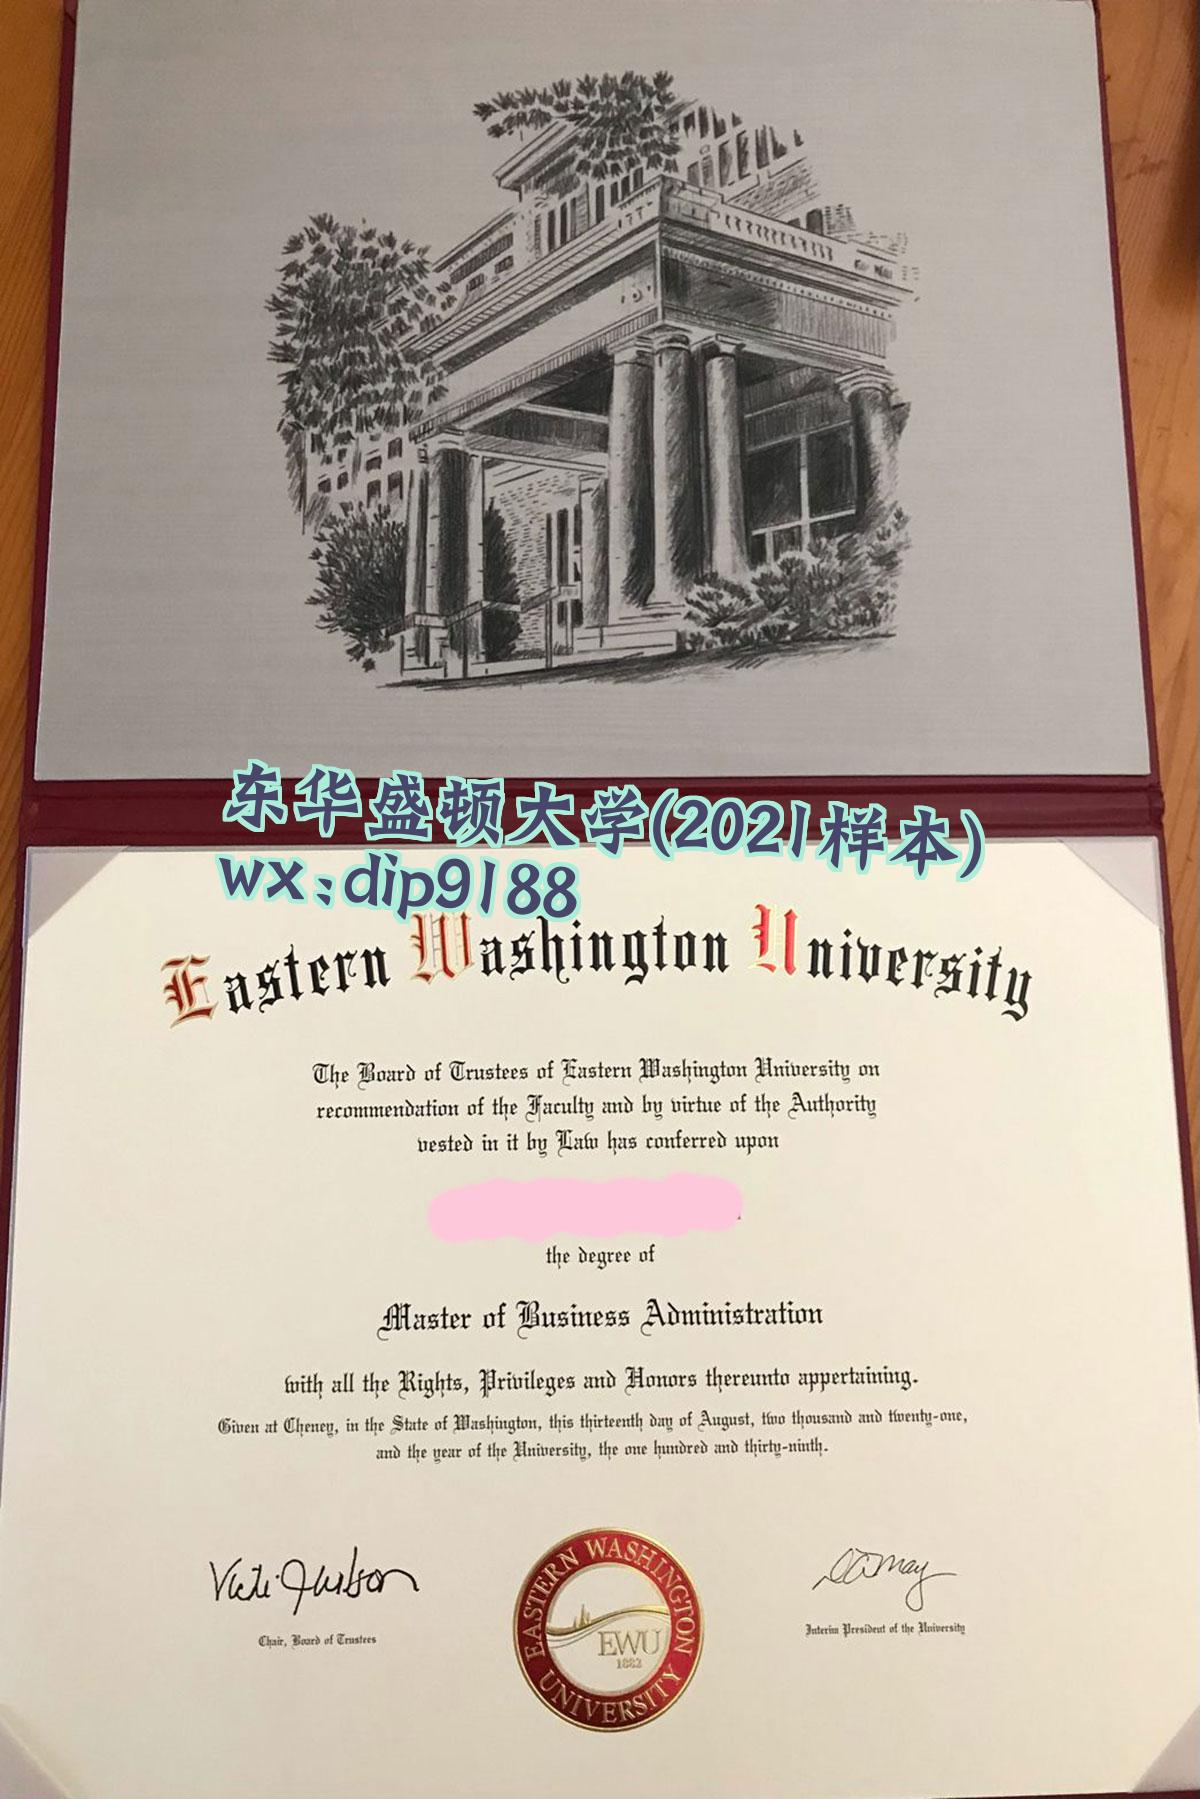 东华盛顿大学(2021样本)
wx:dip9188
Eastern Washington University
The Board of Trustees of Eastern Washington University on
recommendation of the Faculty and by virtue of the Authority
vested in it by Law has conferred upon
the degree of
Master of Business Administration
with all the Rights, Privileges and Honors thereunto appertaining.
Given at Cheney, in the State of Washington, this thirteenth day of August, two thousand and twenty-one,
and the year of the University, the one hundred and thirty-ninth.
Chair, Board of Trustees
Interim President of the University
EASTERN WASHINGTON
EWU
1882
UNIVERSITY